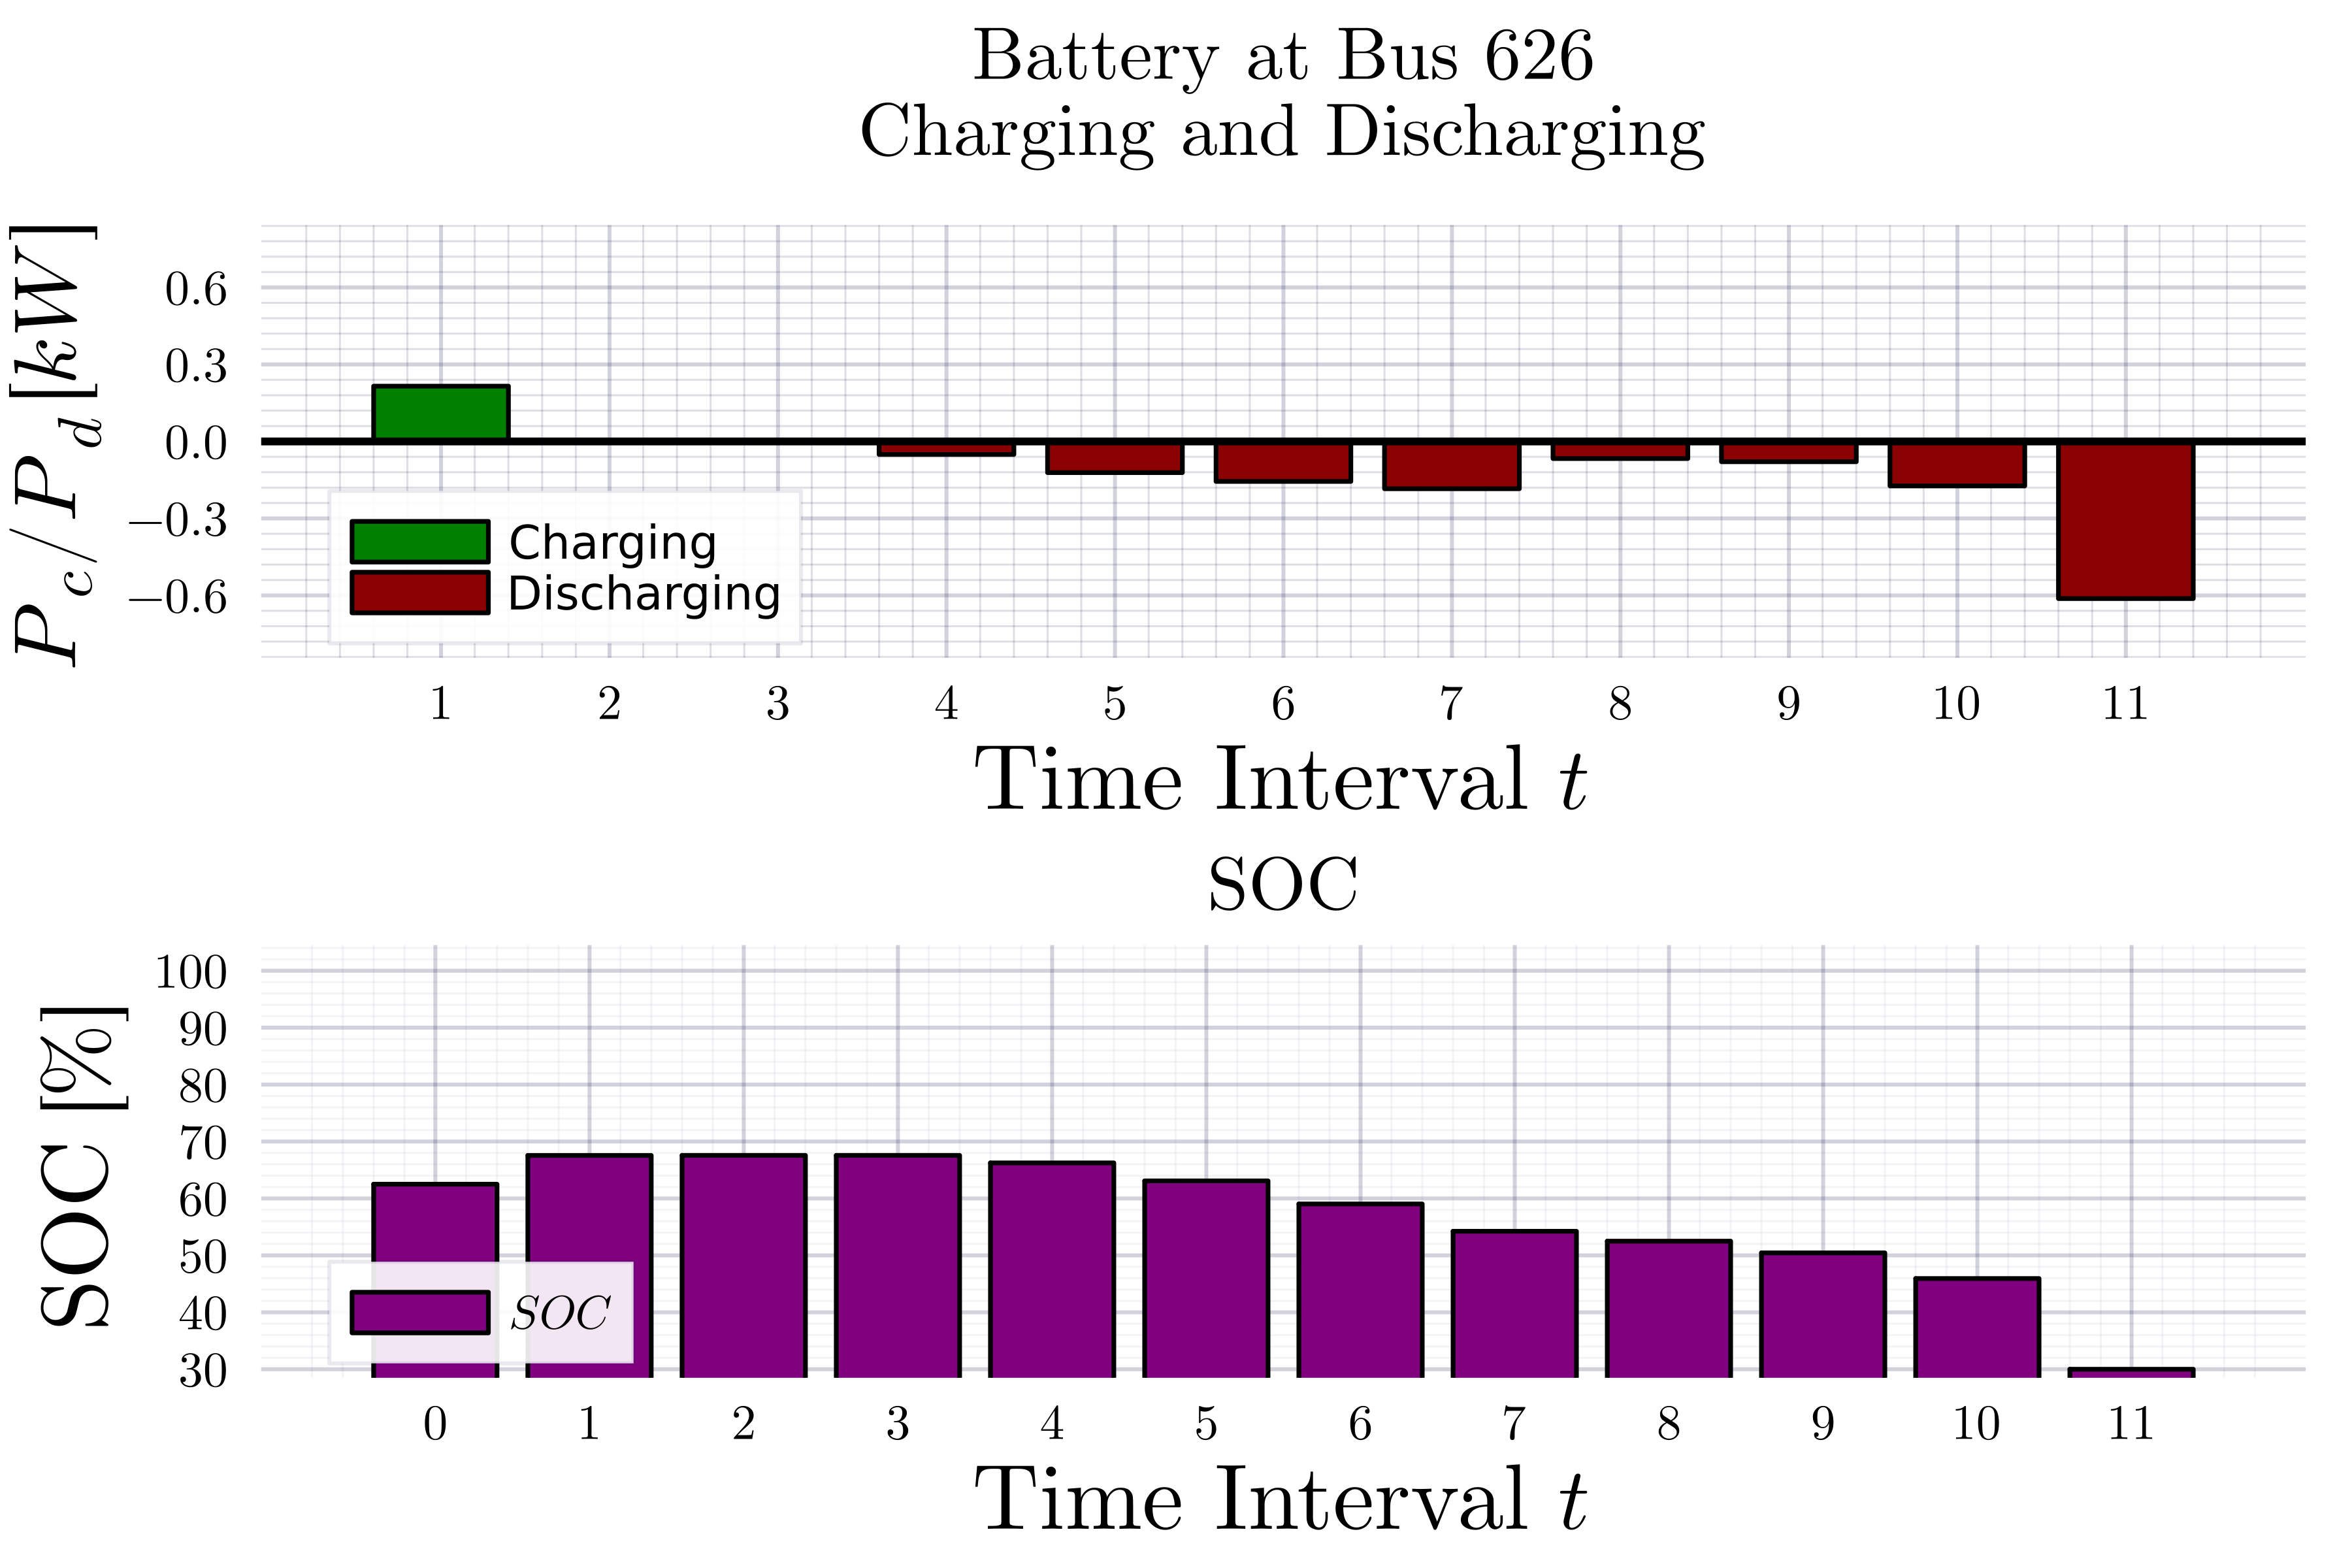 Battery at Bus 626
Charging and Discharging
P_c/P_d [kW]
0.6
0.3
0.0
−0.3
−0.6
Charging
Discharging
1 2 3 4 5 6 7 8 9 10 11
Time Interval t
SOC
SOC [%]
100
90
80
70
60
50
40
30
SOC
0 1 2 3 4 5 6 7 8 9 10 11
Time Interval t